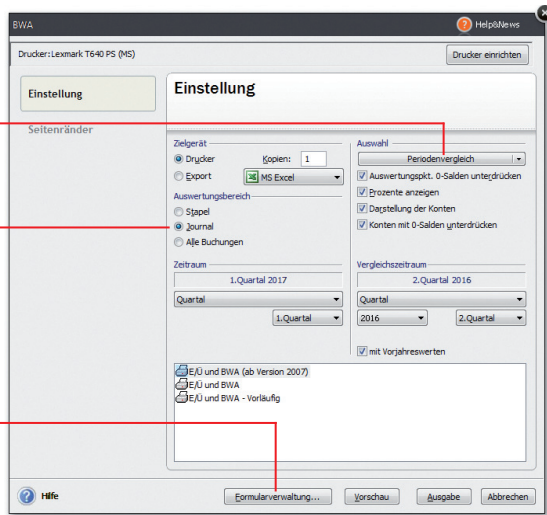 BWA
Help&News
Drucker:Lexmark T640 PS (MS)
Drucker einrichten
Einstellung
Seitenränder
Einstellung
Zielgerät
Drucker
Kopien: 1
Export
MS Excel
Auswertungsbereich
Stapel
Journal
Alle Buchungen
Auswahl
Periodenvergleich
Auswertungspkt. 0-Salden unterdrücken
Prozente anzeigen
Darstellung der Konten
Konten mit 0-Salden unterdrücken
Zeitraum
1.Quartal 2017
Quartal
1.Quartal
Vergleichszeitraum
2.Quartal 2016
Quartal
2016
2.Quartal
mit Vorjahreswerten
E/Ü und BWA (ab Version 2007)
E/Ü und BWA
E/Ü und BWA - Vorläufig
Hilfe
Formularverwaltung...
Vorschau
Ausgabe
Abbrechen